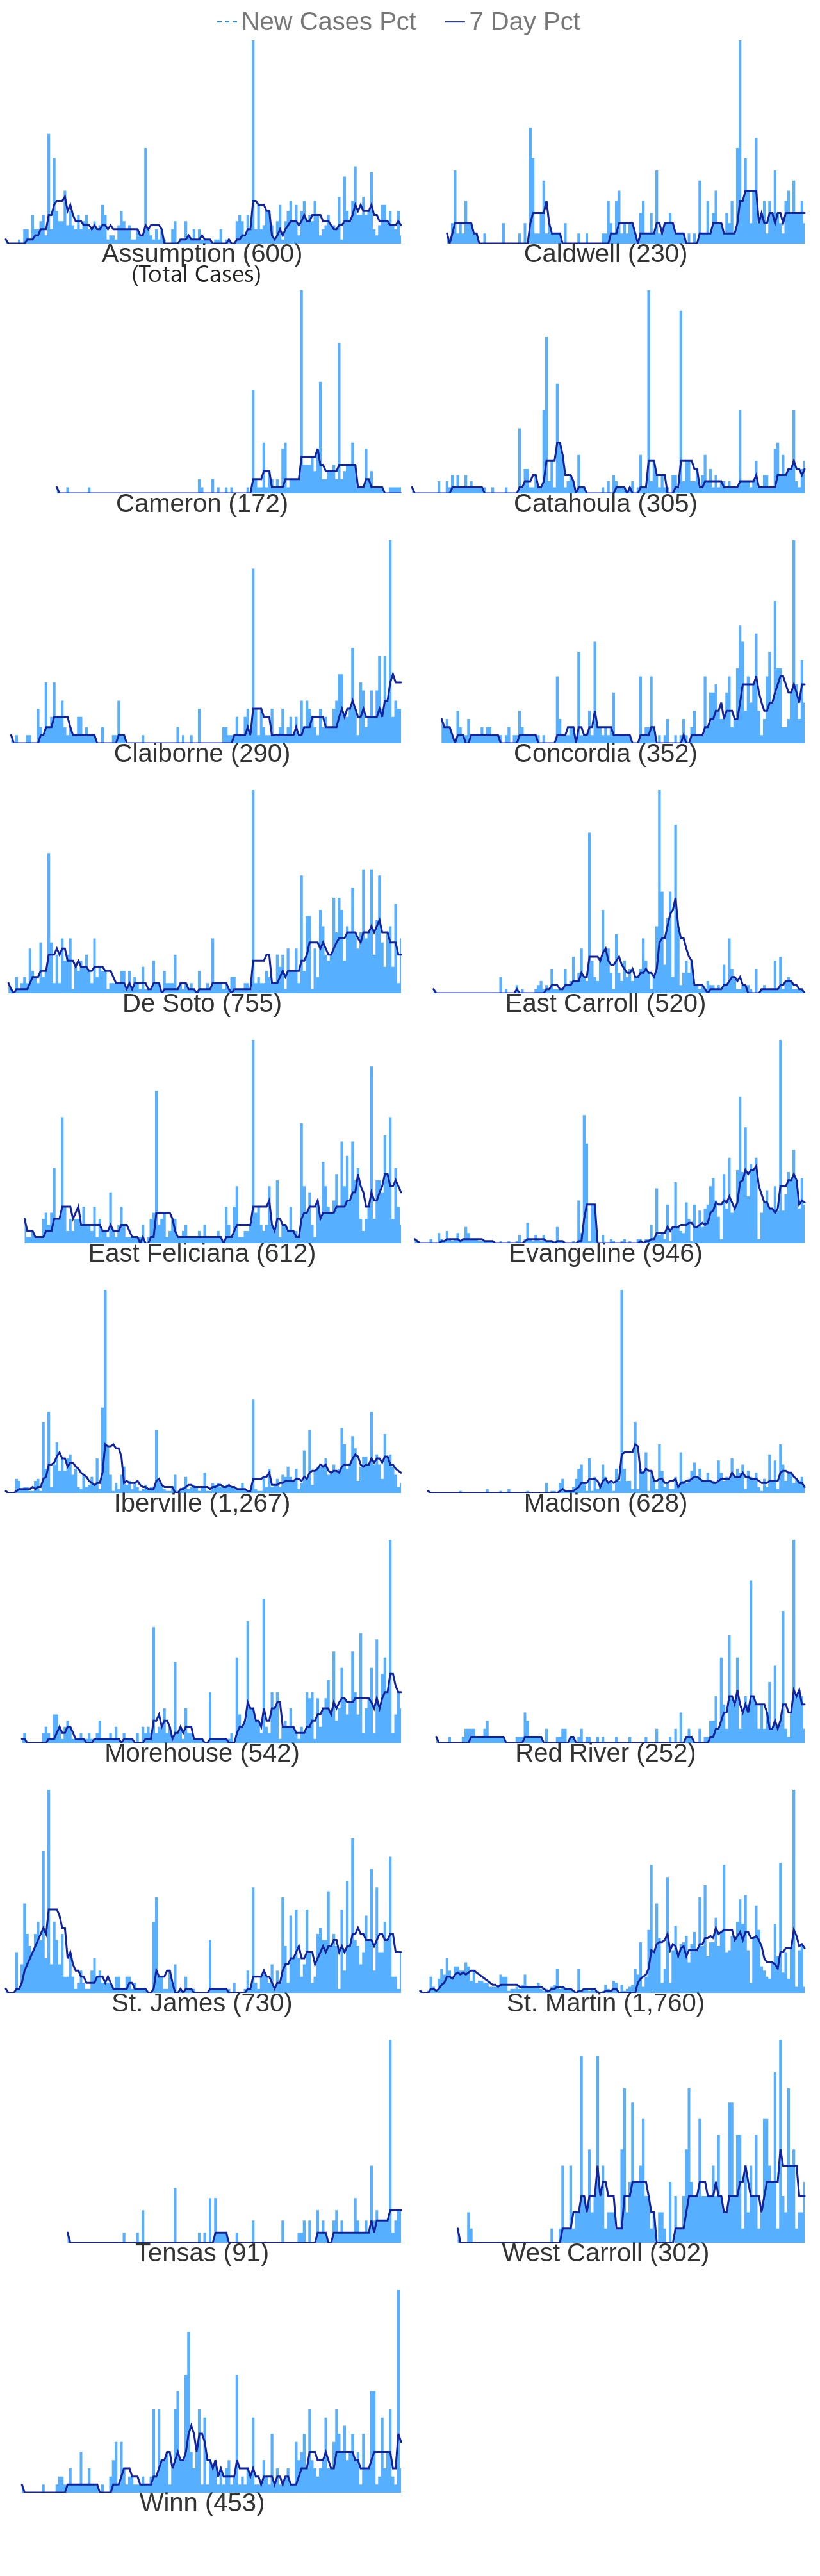 New Cases Pct 7 Day Pct
Assumption (600) Caldwell (230)
(Total Cases)
Cameron (172) Catahoula (305)
Claiborne (290) Concordia (352)
De Soto (755) East Carroll (520)
East Feliciana (612) Evangeline (946)
Iberville (1,267) Madison (628)
Morehouse (542) Red River (252)
St. James (730) St. Martin (1,760)
Tensas (91) West Carroll (302)
Winn (453)